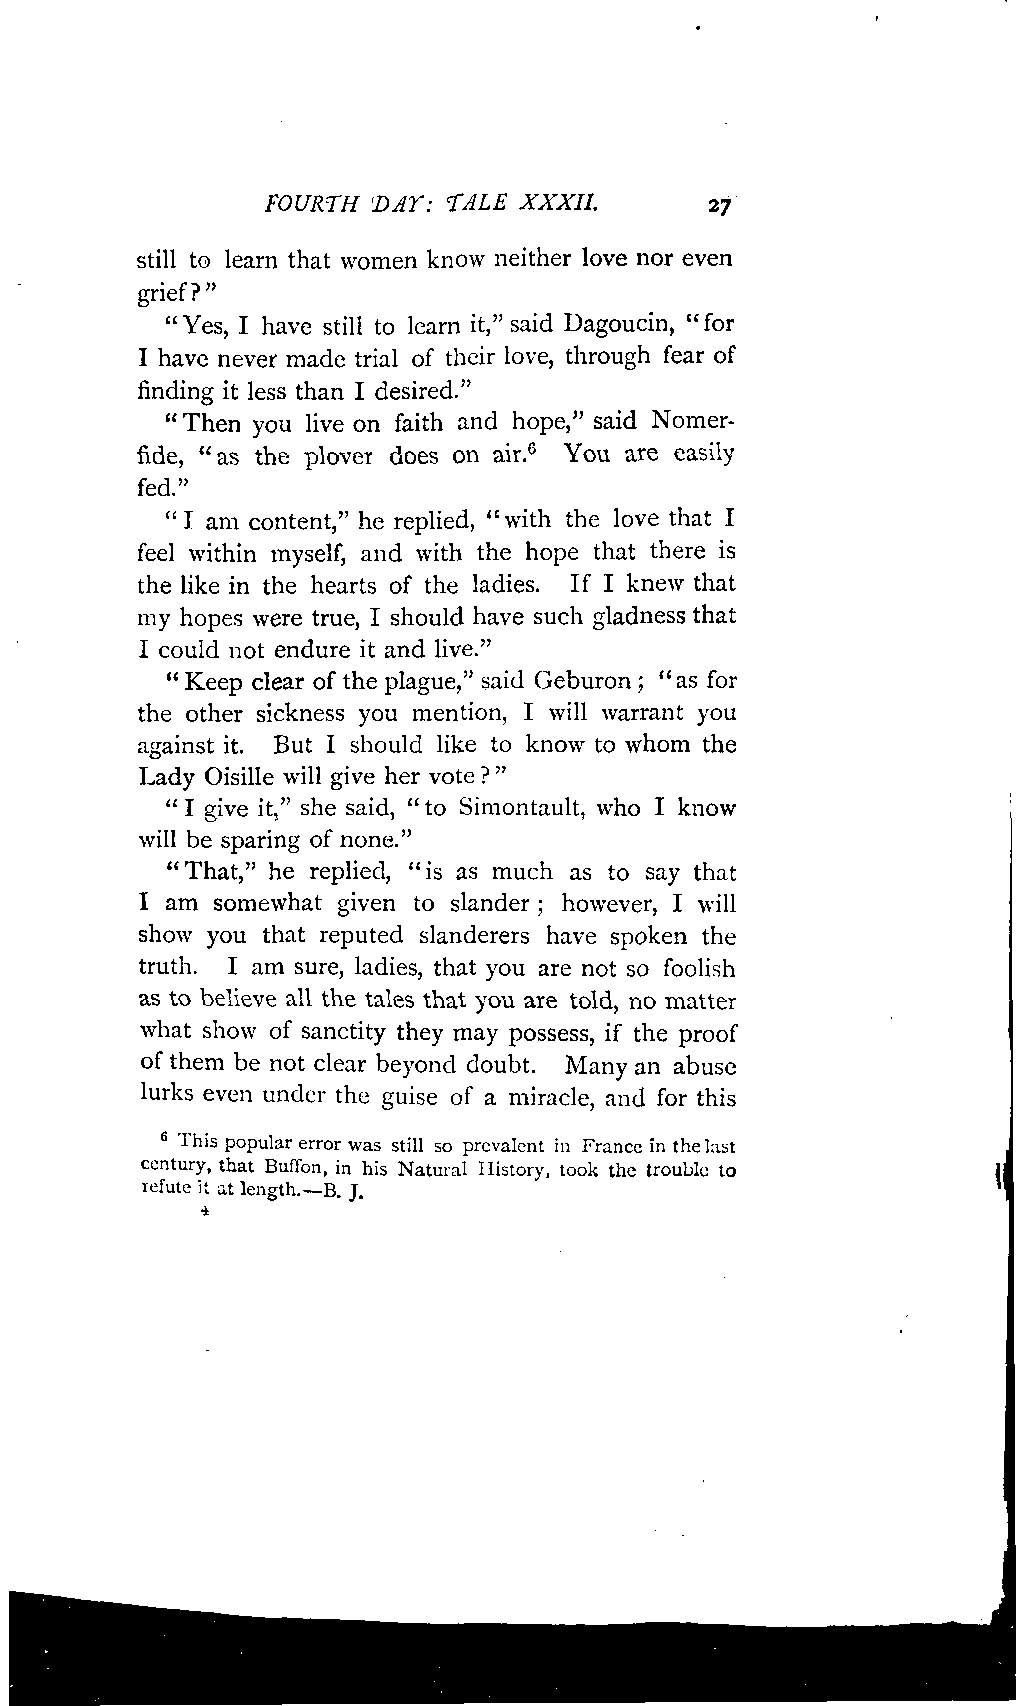 FOURTH DAY: TALE XXXII. 27
still to learn that women know neither love nor even
grief?”
“Yes, I have still to learn it,” said Dagoucin, “for
I have never made trial of their love, through fear of
finding it less than I desired.”
“Then you live on faith and hope,” said Nomer-
fide, “as the plover does on air.⁶ You are easily
fed.”
“I am content,” he replied, “with the love that I
feel within myself, and with the hope that there is
the like in the hearts of the ladies. If I knew that
my hopes were true, I should have such gladness that
I could not endure it and live.”
“Keep clear of the plague,” said Geburon; “as for
the other sickness you mention, I will warrant you
against it. But I should like to know to whom the
Lady Oisille will give her vote?”
“I give it,” she said, “to Simontault, who I know
will be sparing of none.”
“That,” he replied, “is as much as to say that
I am somewhat given to slander; however, I will
show you that reputed slanderers have spoken the
truth. I am sure, ladies, that you are not so foolish
as to believe all the tales that you are told, no matter
what show of sanctity they may possess, if the proof
of them be not clear beyond doubt. Many an abuse
lurks even under the guise of a miracle, and for this
⁶ This popular error was still so prevalent in France in the last
century, that Buffon, in his Natural History, took the trouble to
refute it at length.—B. J.
4